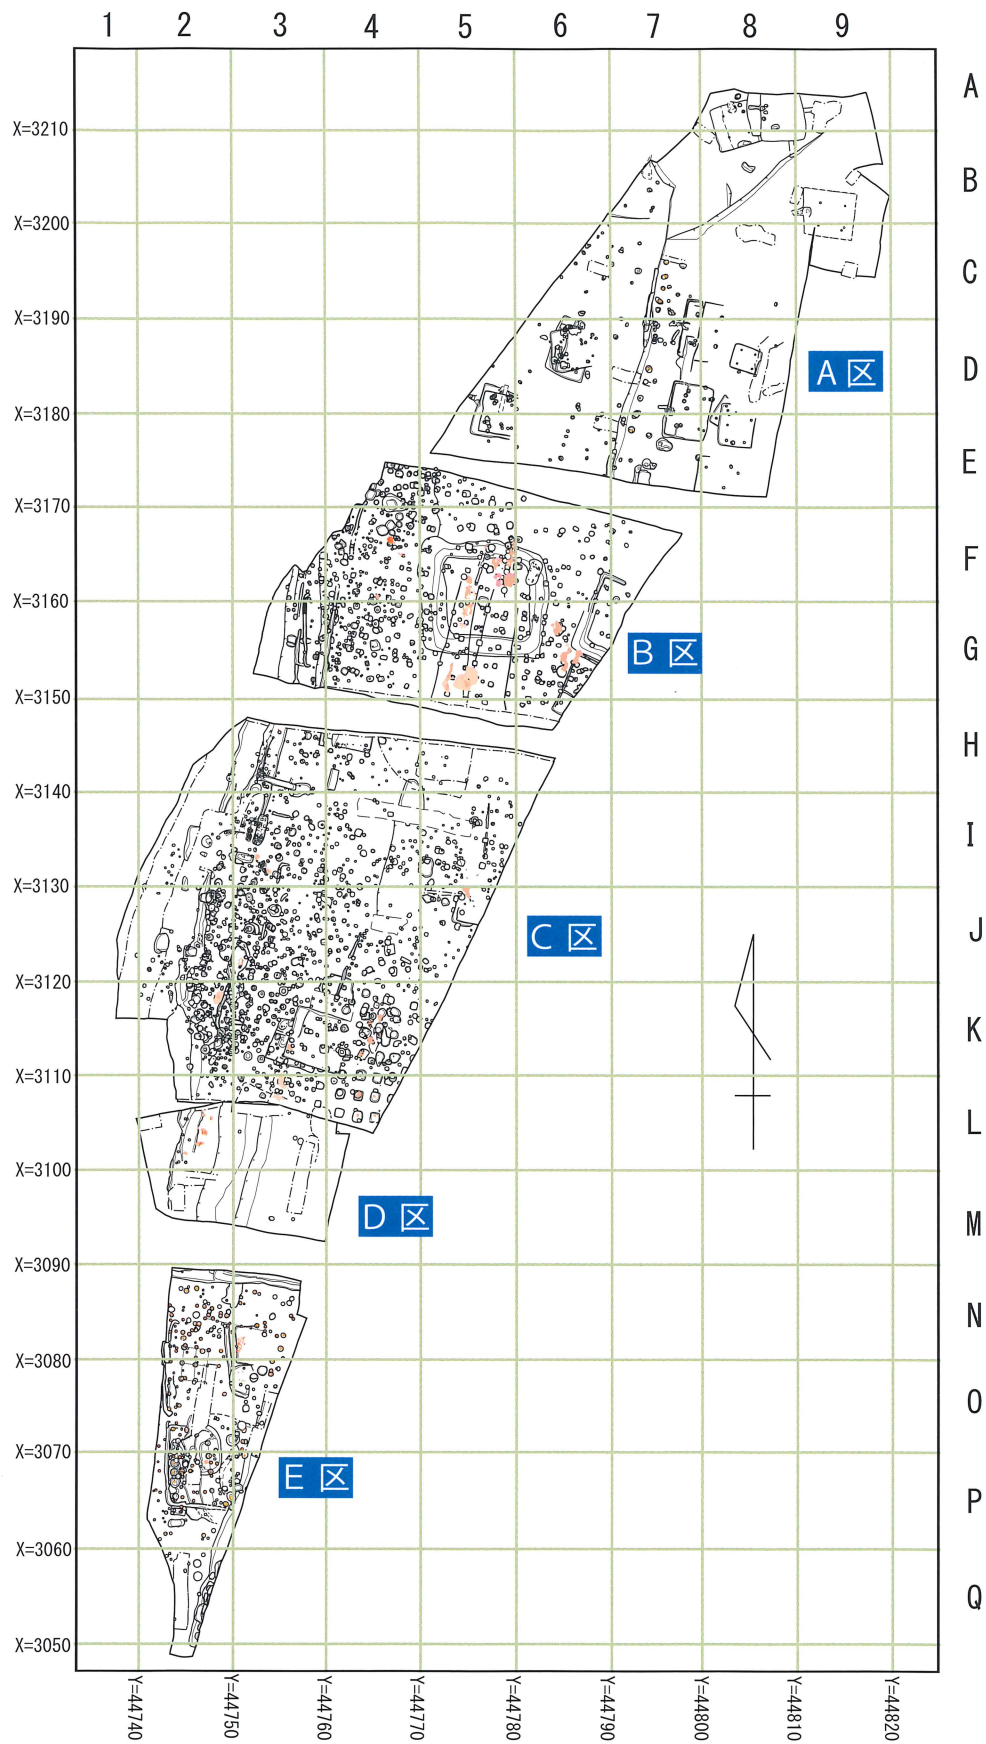 1 2 3 4 5 6 7 8 9
A
X=3210
B
X=3200
C
X=3190
D
A 区
X=3180
E
X=3170
F
X=3160
G
B 区
X=3150
H
X=3140
I
X=3130
J
C 区
X=3120
K
X=3110
L
X=3100
M
D 区
X=3090
N
X=3080
O
X=3070
P
E 区
X=3060
Q
X=3050
Y=44740
Y=44750
Y=44760
Y=44770
Y=44780
Y=44790
Y=44800
Y=44810
Y=44820